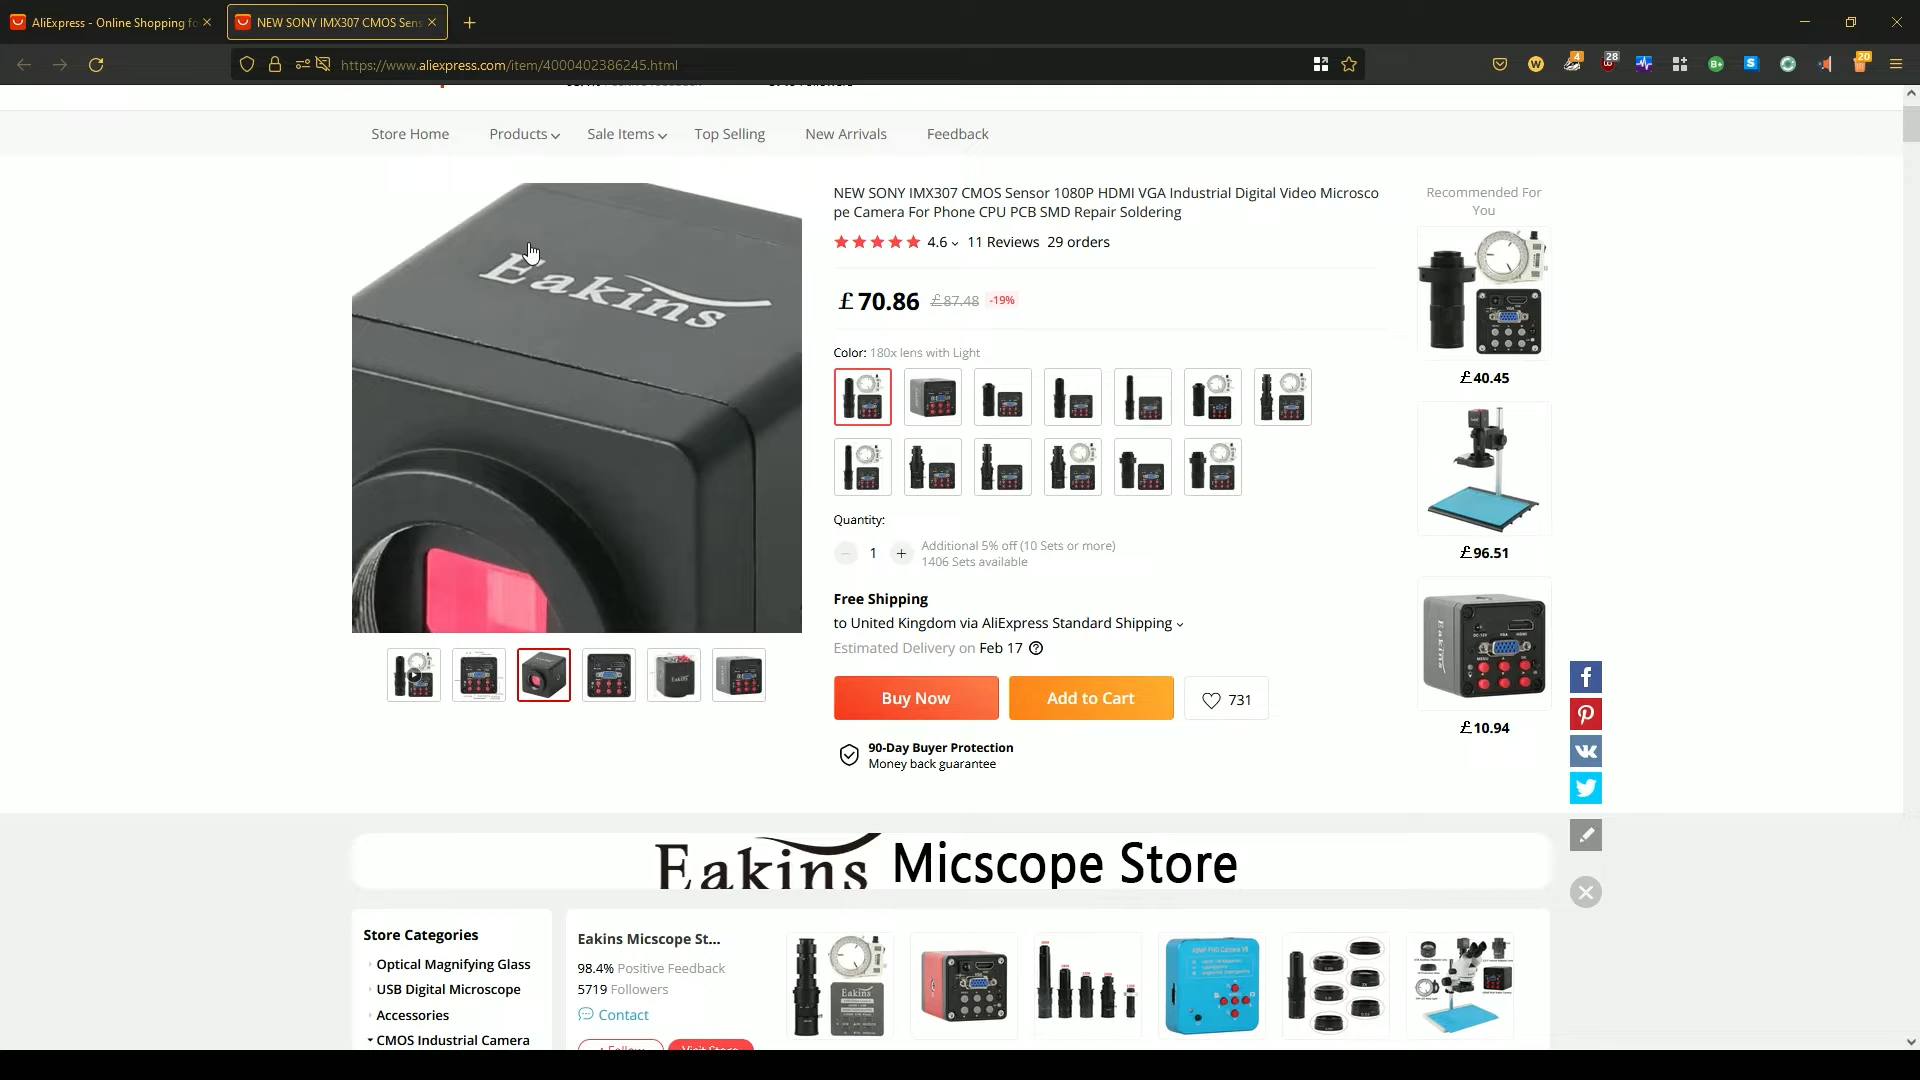 AliExpress - Online Shopping fo
NEW SONY IMX307 CMOS Sens
https://www.aliexpress.com/item/4000402386245.html
4
28
20
Store Home
Products
Sale Items
Top Selling
New Arrivals
Feedback
Eakins
NEW SONY IMX307 CMOS Sensor 1080P HDMI VGA Industrial Digital Video Microsco
pe Camera For Phone CPU PCB SMD Repair Soldering
4.6
11 Reviews
29 orders
£70.86
£87.48
-19%
Color: 180x lens with Light
Quantity:
1
Additional 5% off (10 Sets or more)
1406 Sets available
Free Shipping
to United Kingdom via AliExpress Standard Shipping
Estimated Delivery on Feb 17
Buy Now
Add to Cart
731
90-Day Buyer Protection
Money back guarantee
Recommended For
You
£40.45
£96.51
£10.94
Eakins Micscope Store
Store Categories
Optical Magnifying Glass
USB Digital Microscope
Accessories
CMOS Industrial Camera
Eakins Micscope St...
98.4% Positive Feedback
5719 Followers
Contact
Eakins